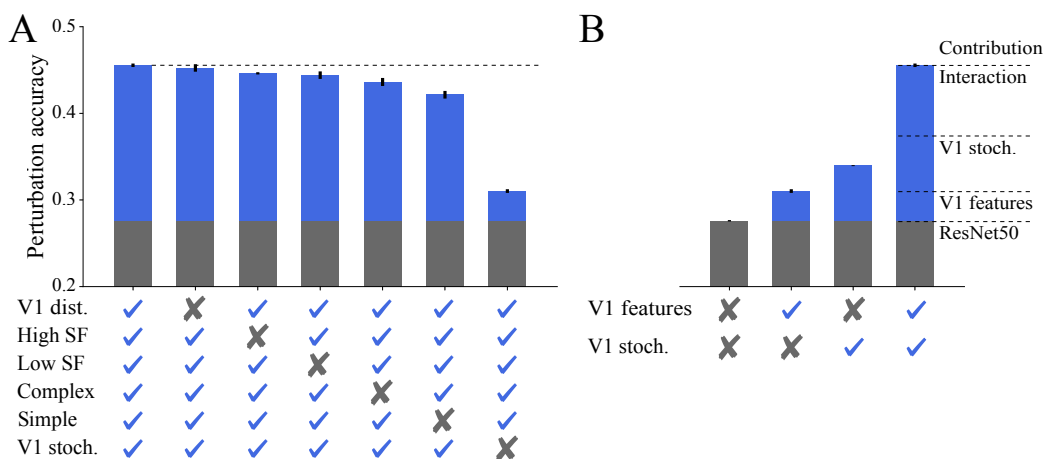 A
Perturbation accuracy
0.5
0.4
0.3
0.2
V1 dist.
High SF
Low SF
Complex
Simple
V1 stoch.
B
Contribution
Interaction
V1 stoch.
V1 features
ResNet50
V1 features
V1 stoch.